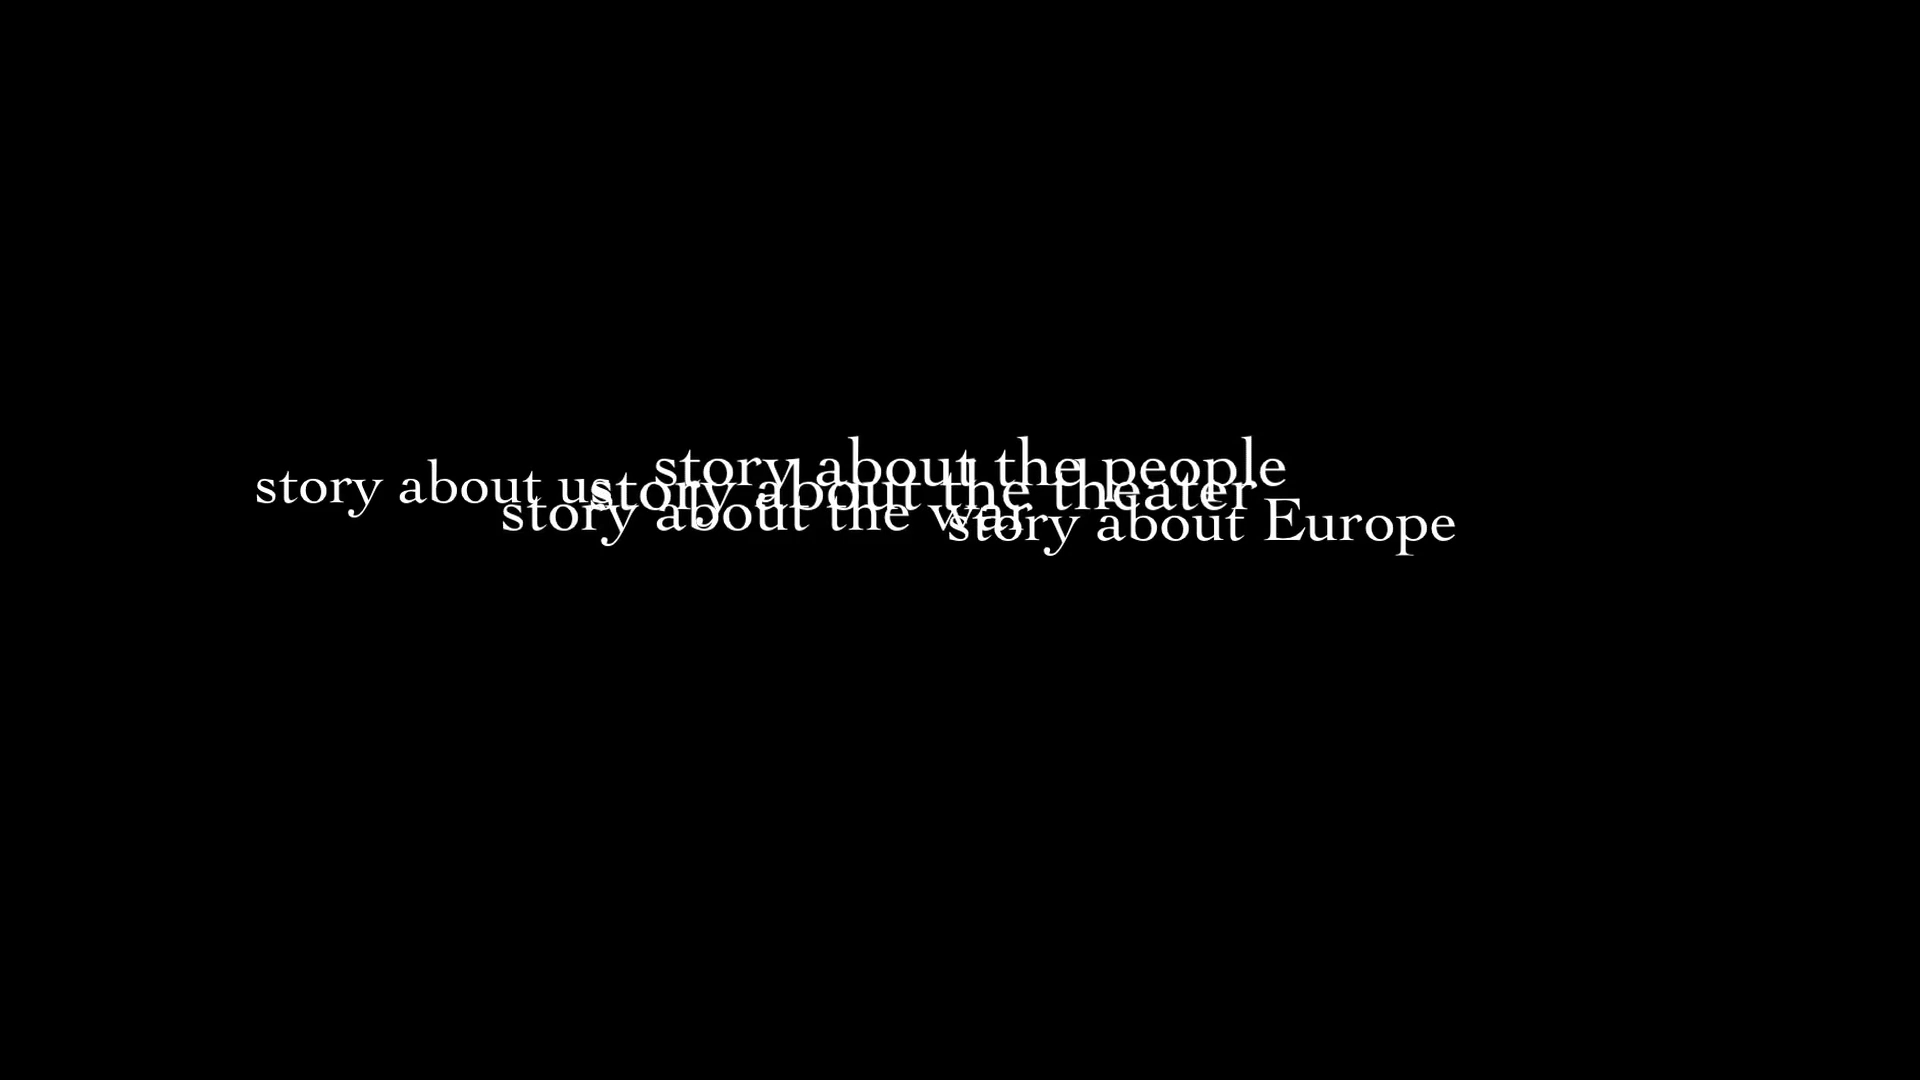 story about the people
story about us
story about the theater
story about the war
story about Europe